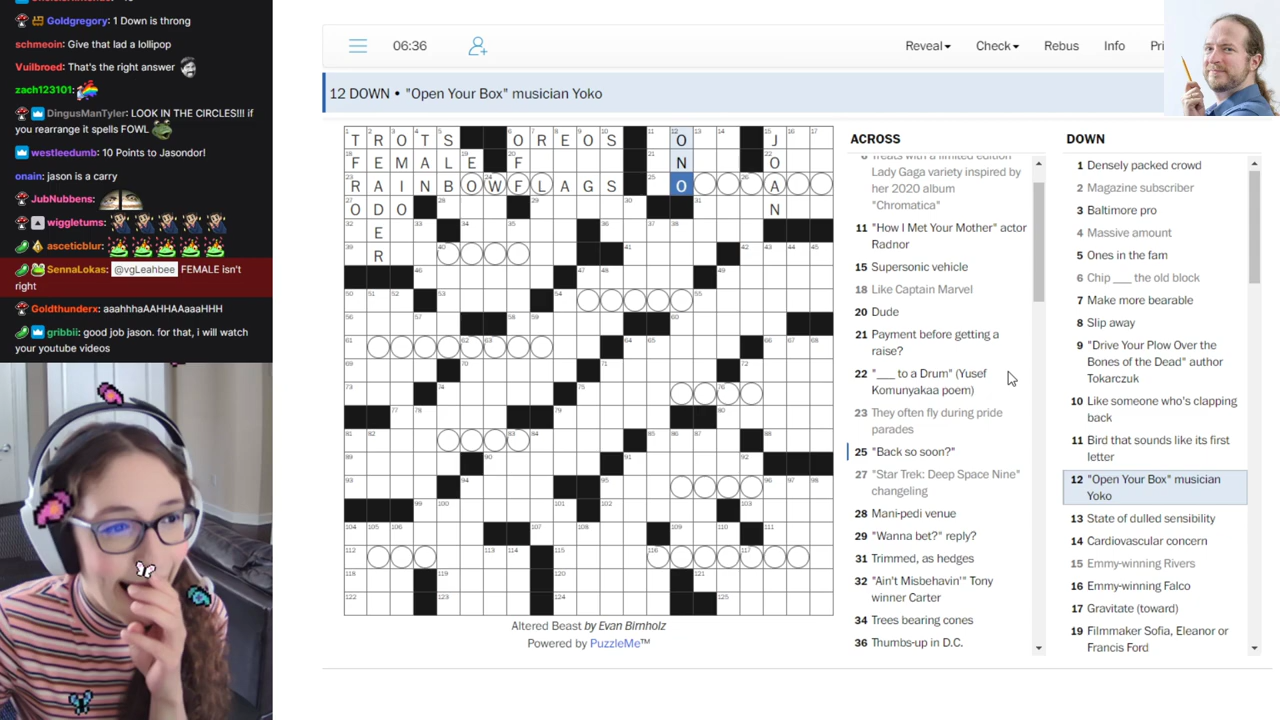 Goldgregory: 1 Down is throng
schmeoin: Give that lad a lollipop
Vuilbroed: That's the right answer
zach123101:
DingusManTyler: LOOK IN THE CIRCLES!!! if
you rearrange it spells FOWL
westleedumb: 10 Points to Jasondor!
onain: jason is a carry
JubNubbens:
wiggletums:
asceticblur:
SennaLokas: @vgLeahbee FEMALE isn't
right
Goldthunderx: aaahhhaAAHHAAaaaHHH
gribbii: good job jason. for that, i will watch
your youtube videos
06:36
Reveal
Check
Rebus
Info
Pri
12 DOWN • "Open Your Box" musician Yoko
TROTS OREOS O J
FEMALE F N O
RAINBOWFLAGS O A
ODO N
E
R
Altered Beast by Evan Birnholz
Powered by PuzzleMe™
ACROSS
6 Treats with a limited edition
Lady Gaga variety inspired by
her 2020 album
"Chromatica"
11 "How I Met Your Mother" actor
Radnor
15 Supersonic vehicle
18 Like Captain Marvel
20 Dude
21 Payment before getting a
raise?
22 "___ to a Drum" (Yusef
Komunyakaa poem)
23 They often fly during pride
parades
25 "Back so soon?"
27 "Star Trek: Deep Space Nine"
changeling
28 Mani-pedi venue
29 "Wanna bet?" reply?
31 Trimmed, as hedges
32 "Ain't Misbehavin'" Tony
winner Carter
34 Trees bearing cones
36 Thumbs-up in D.C.
DOWN
1 Densely packed crowd
2 Magazine subscriber
3 Baltimore pro
4 Massive amount
5 Ones in the fam
6 Chip ___ the old block
7 Make more bearable
8 Slip away
9 "Drive Your Plow Over the
Bones of the Dead" author
Tokarczuk
10 Like someone who's clapping
back
11 Bird that sounds like its first
letter
12 "Open Your Box" musician
Yoko
13 State of dulled sensibility
14 Cardiovascular concern
15 Emmy-winning Rivers
16 Emmy-winning Falco
17 Gravitate (toward)
19 Filmmaker Sofia, Eleanor or
Francis Ford